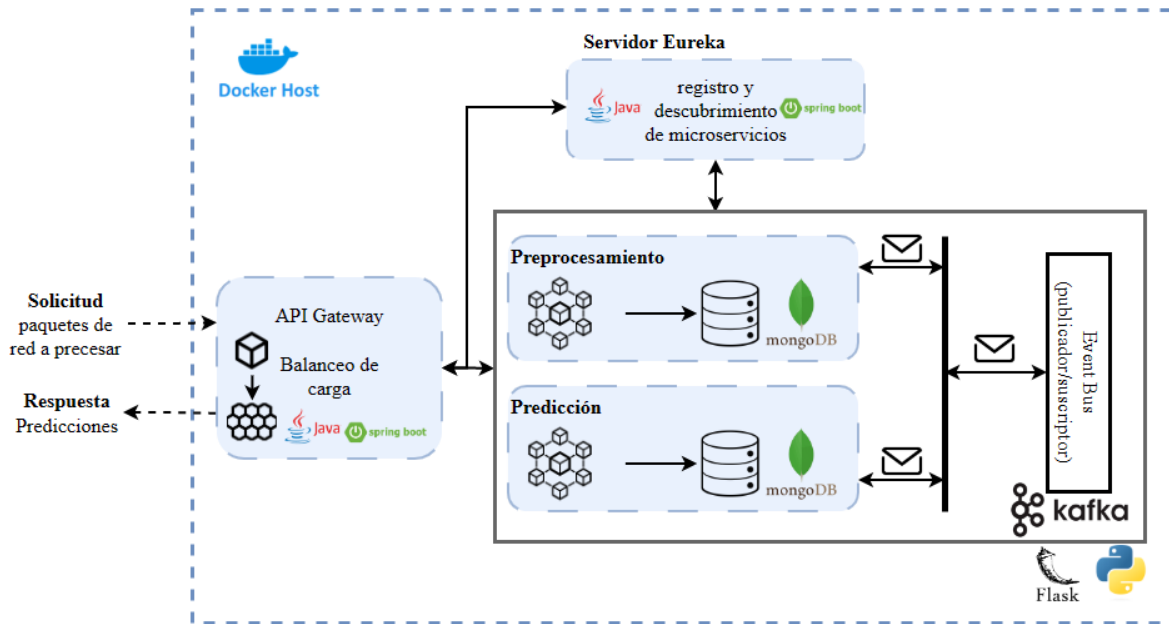 Servidor Eureka
Docker Host
Java
registro y
descubrimiento
de microservicios
spring boot
Solicitud
paquetes de
red a precesar
Respuesta
Predicciones
API Gateway
Balanceo de
carga
Java
spring boot
Preprocesamiento
mongoDB
Predicción
mongoDB
Event Bus
(publicador/suscriptor)
kafka
Flask